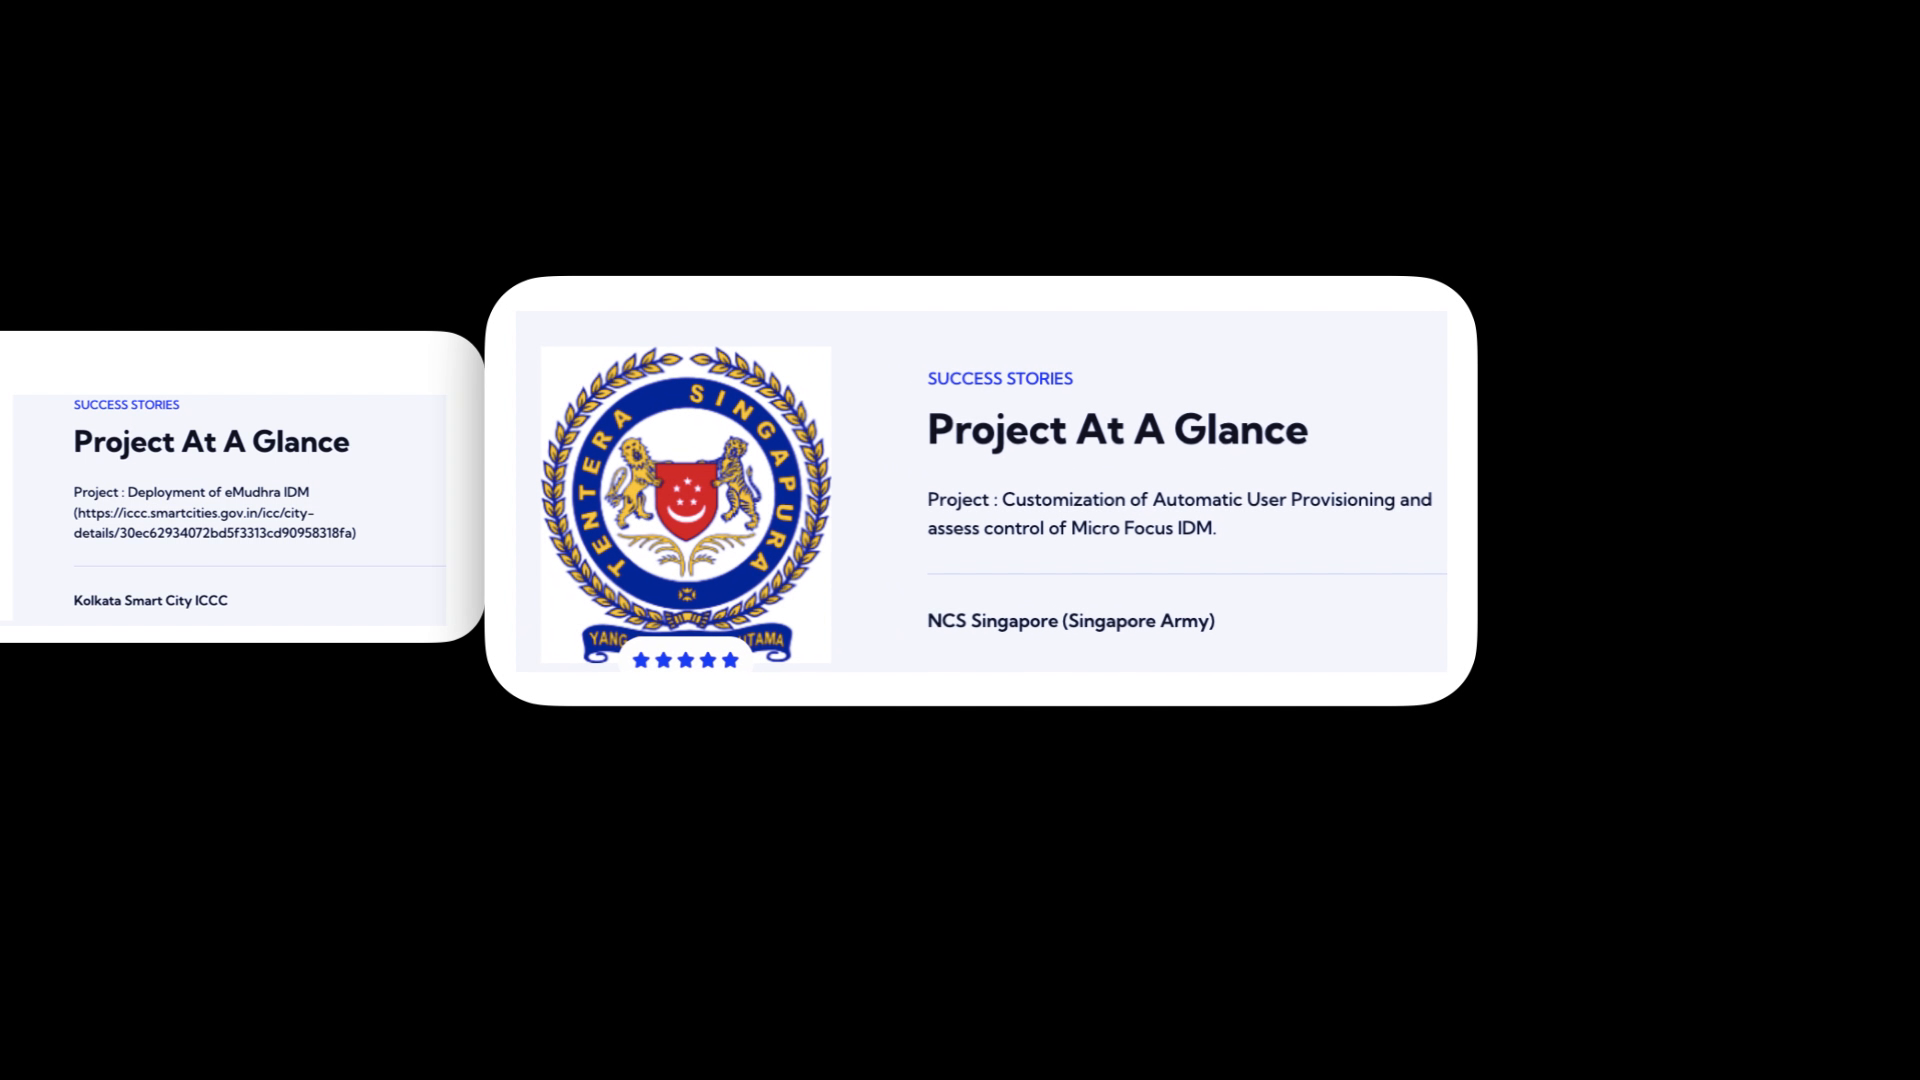 SUCCESS STORIES
Project At A Glance
Project : Deployment of eMudhra IDM
(https://iccc.smartcities.gov.in/icc/city-
details/30ec62934072bd5f3313cd90958318fa)
Kolkata Smart City ICCC
TENTERA SINGAPURA
YANG UTAMA
SUCCESS STORIES
Project At A Glance
Project : Customization of Automatic User Provisioning and
assess control of Micro Focus IDM.
NCS Singapore (Singapore Army)